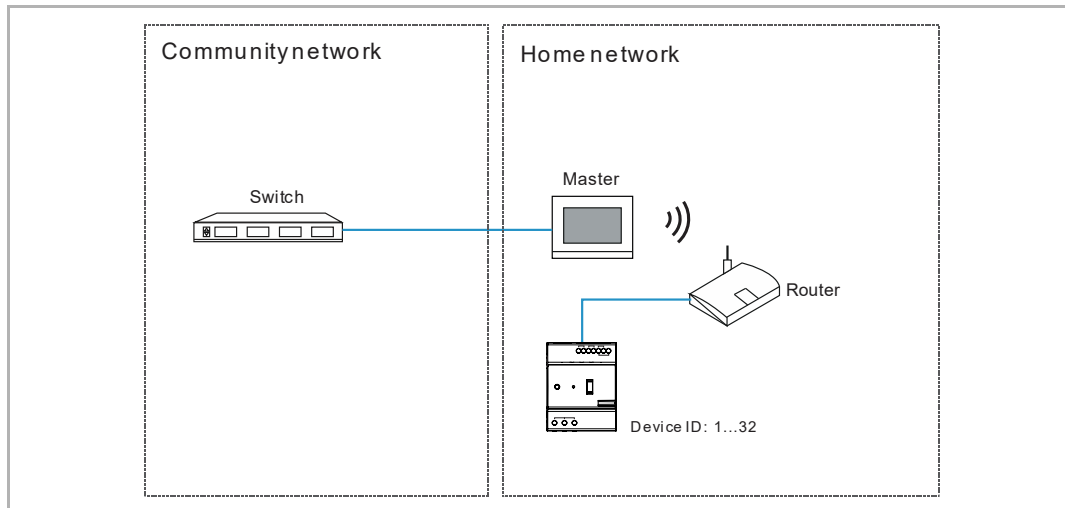 Community network
Home network
Master
Switch
Router
Device ID: 1...32